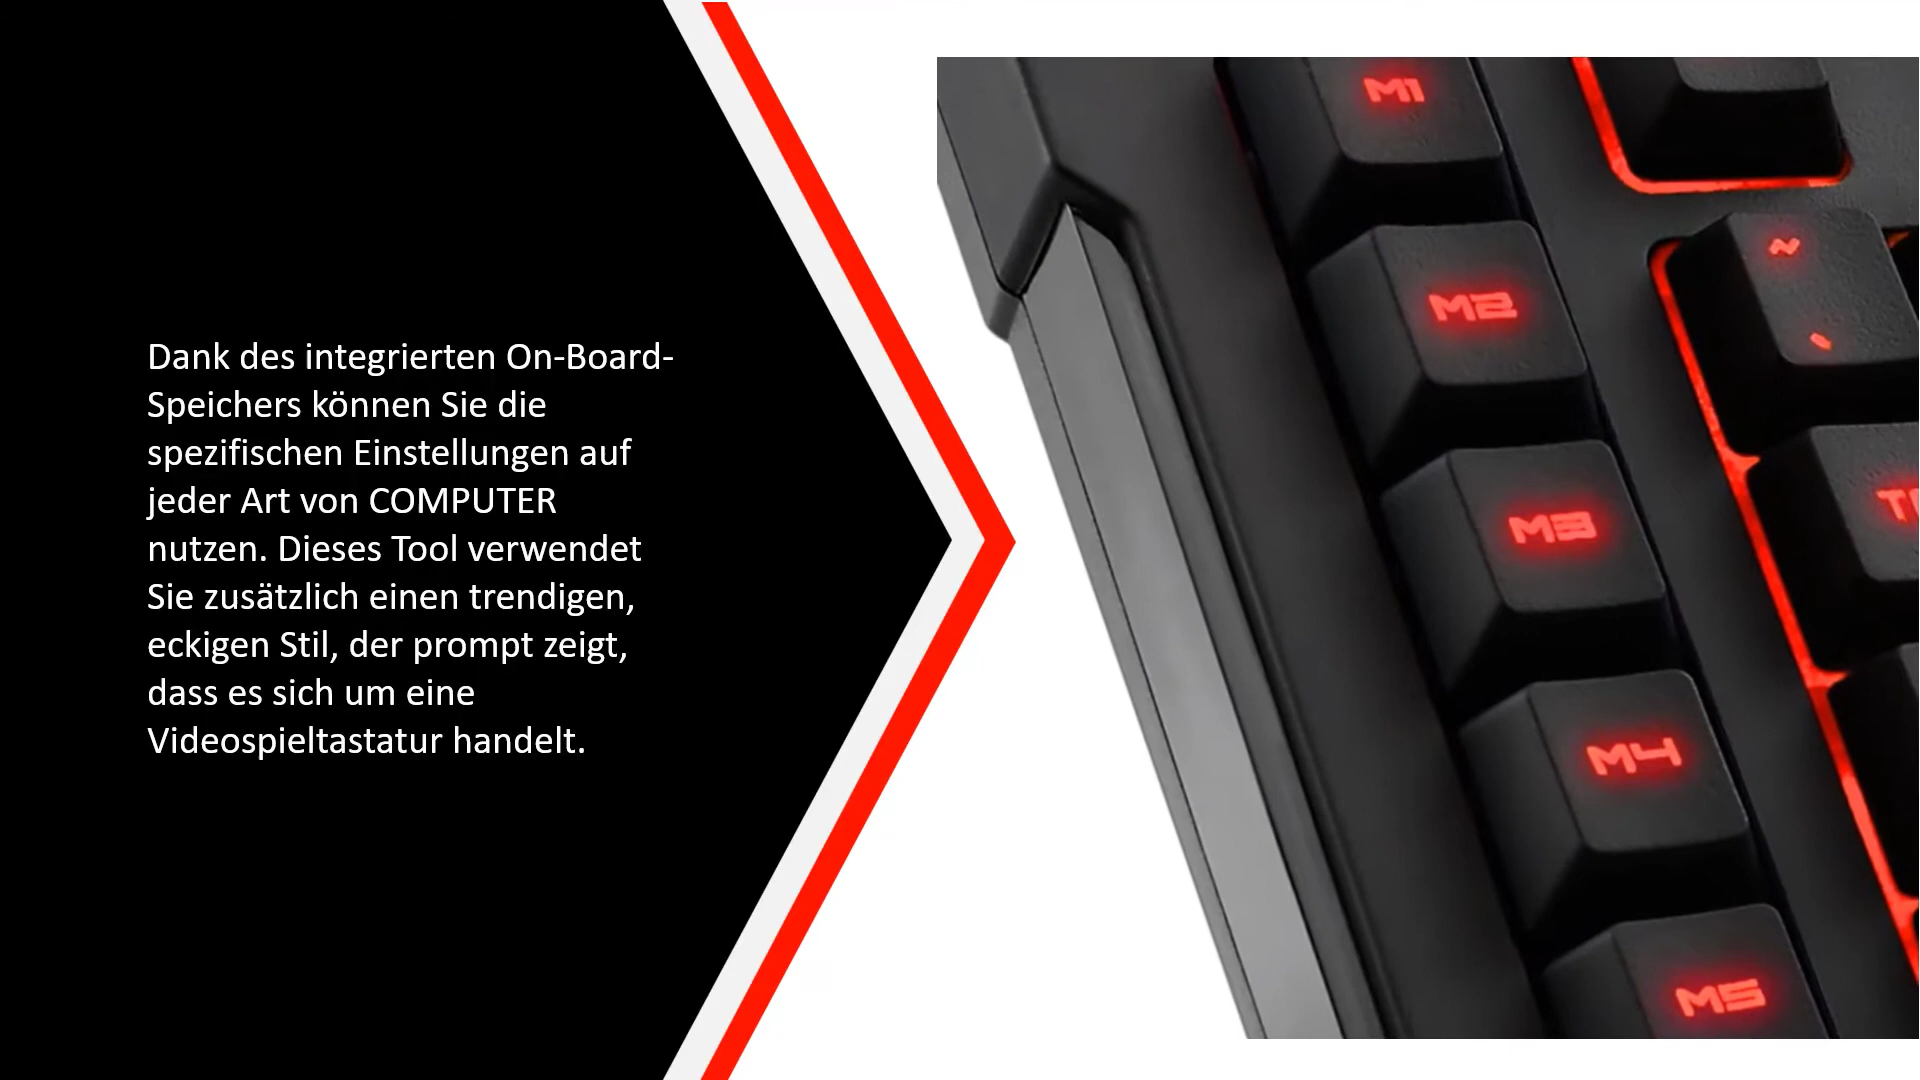 Dank des integrierten On-Board-
Speichers können Sie die
spezifischen Einstellungen auf
jeder Art von COMPUTER
nutzen. Dieses Tool verwendet
Sie zusätzlich einen trendigen,
eckigen Stil, der prompt zeigt,
dass es sich um eine
Videospieltastatur handelt.
M1
M2
M3
M4
M5
~